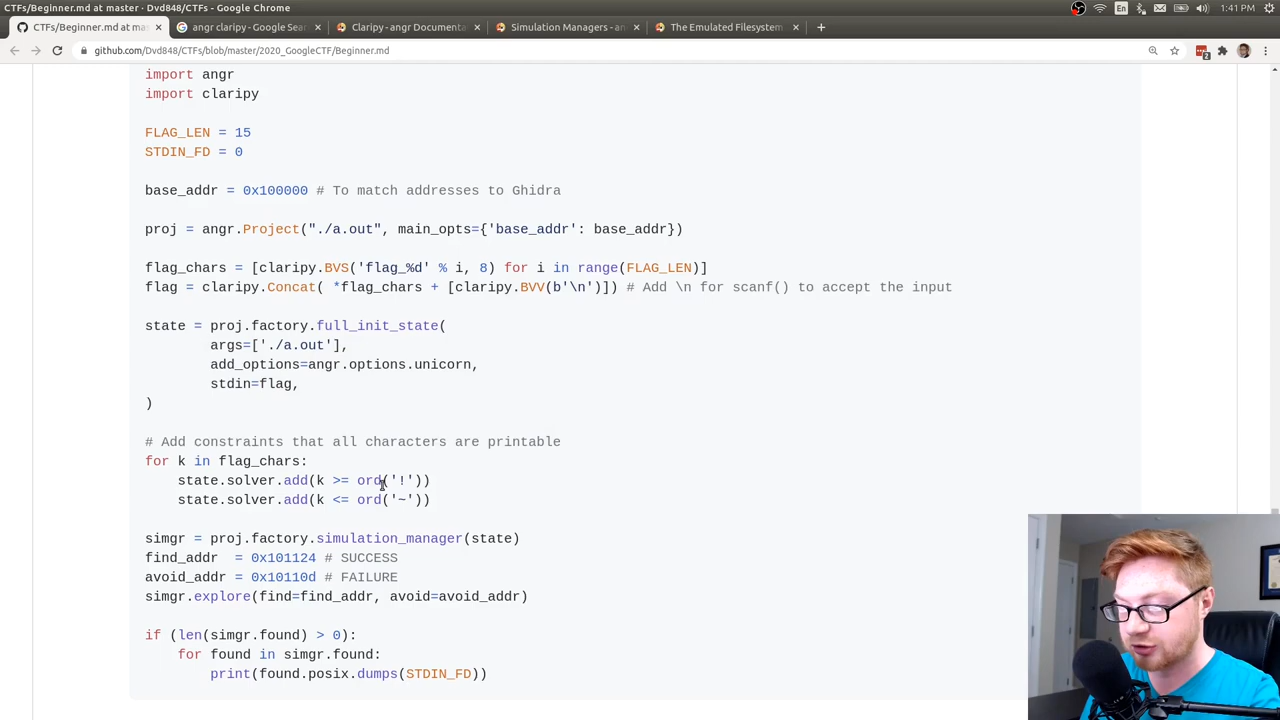 CTFs/Beginner.md at master · Dvd848/CTFs - Google Chrome
En
1:41 PM
CTFs/Beginner.md at master
angr claripy - Google Sear
Claripy - angr Documenta
Simulation Managers - an
The Emulated Filesystem
github.com/Dvd848/CTFs/blob/master/2020_GoogleCTF/Beginner.md
2
import angr
import claripy
FLAG_LEN = 15
STDIN_FD = 0
base_addr = 0x100000 # To match addresses to Ghidra
proj = angr.Project("./a.out", main_opts={'base_addr': base_addr})
flag_chars = [claripy.BVS('flag_%d' % i, 8) for i in range(FLAG_LEN)]
flag = claripy.Concat( *flag_chars + [claripy.BVV(b'\n')]) # Add \n for scanf() to accept the input
state = proj.factory.full_init_state(
args=['./a.out'],
add_options=angr.options.unicorn,
stdin=flag,
)
# Add constraints that all characters are printable
for k in flag_chars:
state.solver.add(k >= ord('!'))
state.solver.add(k <= ord('~'))
simgr = proj.factory.simulation_manager(state)
find_addr  = 0x101124 # SUCCESS
avoid_addr = 0x10110d # FAILURE
simgr.explore(find=find_addr, avoid=avoid_addr)
if (len(simgr.found) > 0):
for found in simgr.found:
print(found.posix.dumps(STDIN_FD))